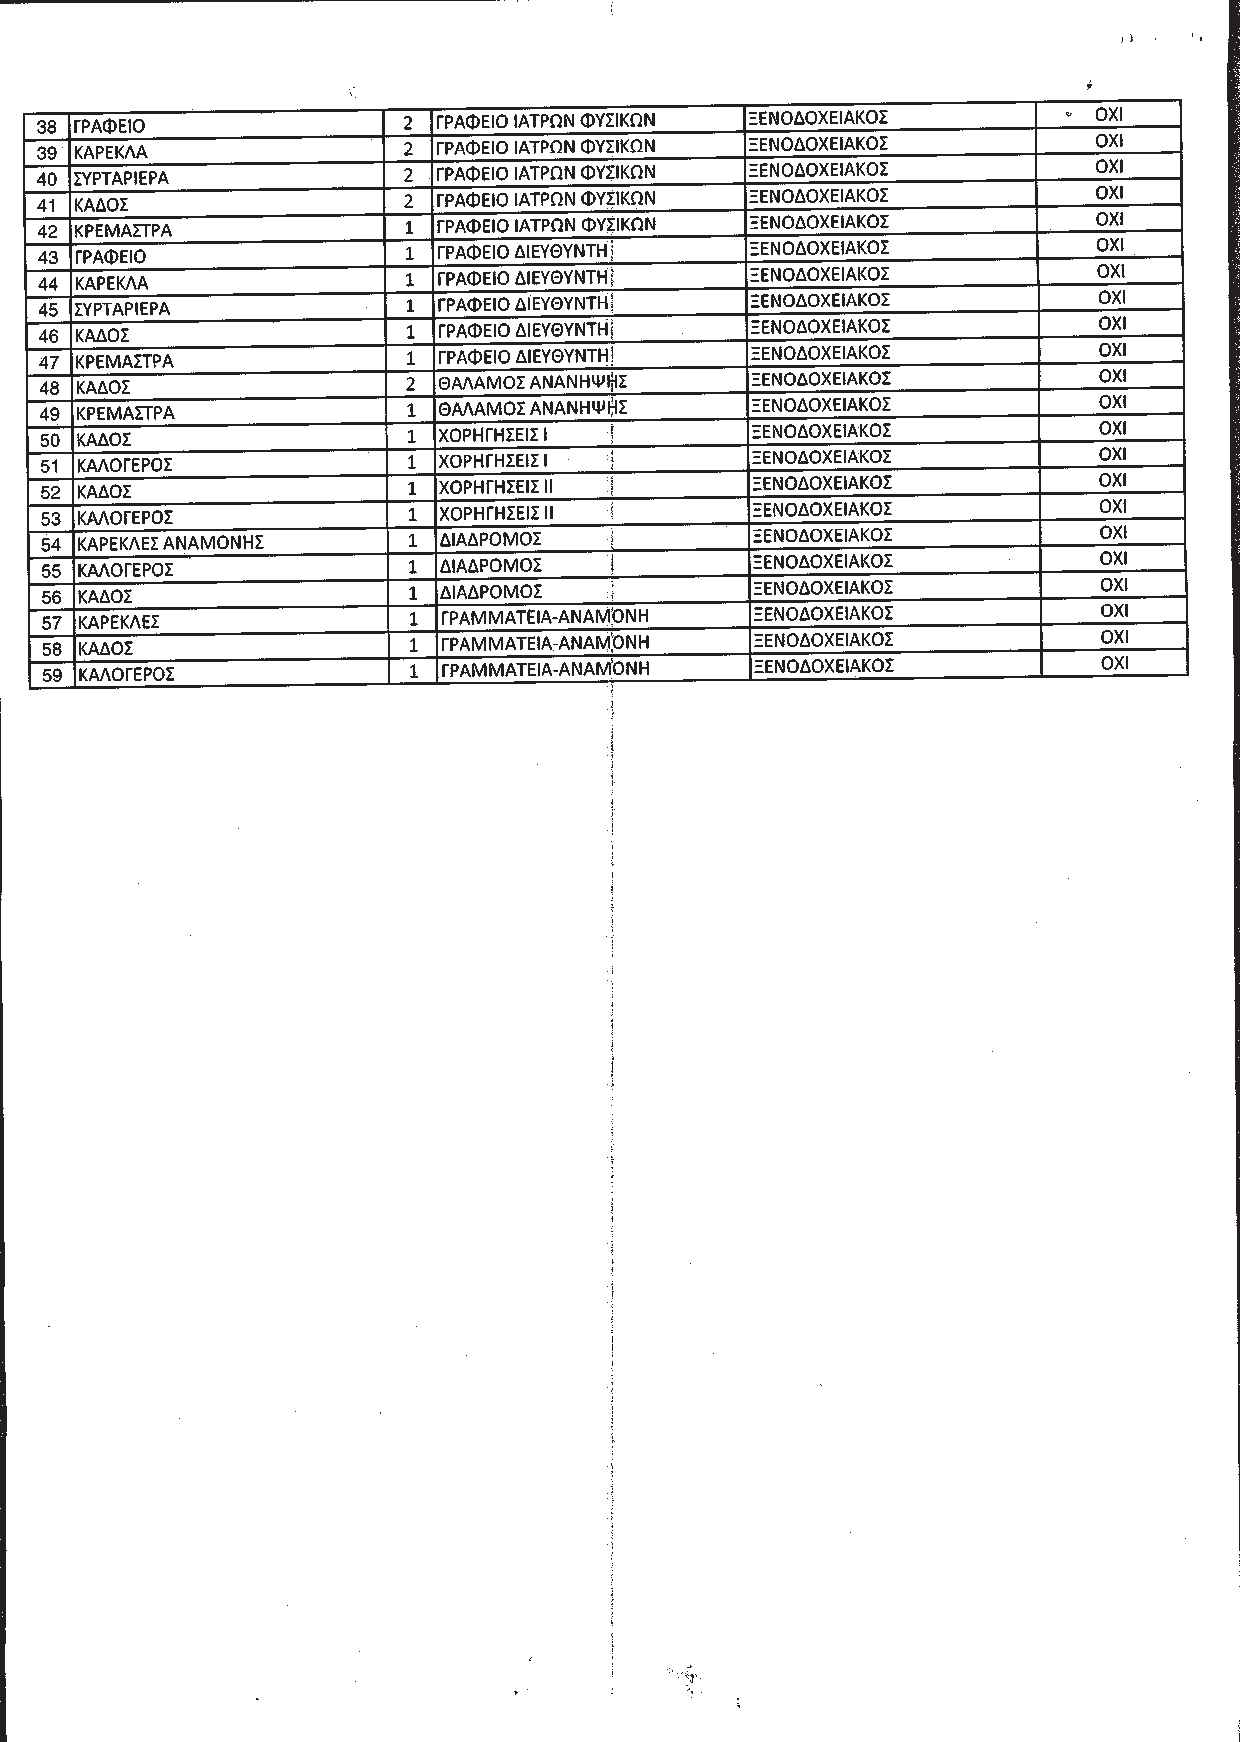 38 ΓΡΑΦΕΙΟ 2 ΓΡΑΦΕΙΟ ΙΑΤΡΩΝ ΦΥΣΙΚΩΝ ΞΕΝΟΔΟΧΕΙΑΚΟΣ ΟΧΙ
39 ΚΑΡΕΚΛΑ 2 ΓΡΑΦΕΙΟ ΙΑΤΡΩΝ ΦΥΣΙΚΩΝ ΞΕΝΟΔΟΧΕΙΑΚΟΣ ΟΧΙ
40 ΣΥΡΤΑΡΙΕΡΑ 2 ΓΡΑΦΕΙΟ ΙΑΤΡΩΝ ΦΥΣΙΚΩΝ ΞΕΝΟΔΟΧΕΙΑΚΟΣ ΟΧΙ
41 ΚΑΔΟΣ 2 ΓΡΑΦΕΙΟ ΙΑΤΡΩΝ ΦΥΣΙΚΩΝ ΞΕΝΟΔΟΧΕΙΑΚΟΣ ΟΧΙ
42 ΚΡΕΜΑΣΤΡΑ 1 ΓΡΑΦΕΙΟ ΙΑΤΡΩΝ ΦΥΣΙΚΩΝ ΞΕΝΟΔΟΧΕΙΑΚΟΣ ΟΧΙ
43 ΓΡΑΦΕΙΟ 1 ΓΡΑΦΕΙΟ ΔΙΕΥΘΥΝΤΗ ΞΕΝΟΔΟΧΕΙΑΚΟΣ ΟΧΙ
44 ΚΑΡΕΚΛΑ 1 ΓΡΑΦΕΙΟ ΔΙΕΥΘΥΝΤΗ ΞΕΝΟΔΟΧΕΙΑΚΟΣ ΟΧΙ
45 ΣΥΡΤΑΡΙΕΡΑ 1 ΓΡΑΦΕΙΟ ΔΙΕΥΘΥΝΤΗ ΞΕΝΟΔΟΧΕΙΑΚΟΣ ΟΧΙ
46 ΚΑΔΟΣ 1 ΓΡΑΦΕΙΟ ΔΙΕΥΘΥΝΤΗ ΞΕΝΟΔΟΧΕΙΑΚΟΣ ΟΧΙ
47 ΚΡΕΜΑΣΤΡΑ 1 ΓΡΑΦΕΙΟ ΔΙΕΥΘΥΝΤΗ ΞΕΝΟΔΟΧΕΙΑΚΟΣ ΟΧΙ
48 ΚΑΔΟΣ 2 ΘΑΛΑΜΟΣ ΑΝΑΝΗΨΗΣ ΞΕΝΟΔΟΧΕΙΑΚΟΣ ΟΧΙ
49 ΚΡΕΜΑΣΤΡΑ 1 ΘΑΛΑΜΟΣ ΑΝΑΝΗΨΗΣ ΞΕΝΟΔΟΧΕΙΑΚΟΣ ΟΧΙ
50 ΚΑΔΟΣ 1 ΧΟΡΗΓΗΣΕΙΣ Ι ΞΕΝΟΔΟΧΕΙΑΚΟΣ ΟΧΙ
51 ΚΑΛΟΓΕΡΟΣ 1 ΧΟΡΗΓΗΣΕΙΣ Ι ΞΕΝΟΔΟΧΕΙΑΚΟΣ ΟΧΙ
52 ΚΑΔΟΣ 1 ΧΟΡΗΓΗΣΕΙΣ ΙΙ ΞΕΝΟΔΟΧΕΙΑΚΟΣ ΟΧΙ
53 ΚΑΛΟΓΕΡΟΣ 1 ΧΟΡΗΓΗΣΕΙΣ ΙΙ ΞΕΝΟΔΟΧΕΙΑΚΟΣ ΟΧΙ
54 ΚΑΡΕΚΛΕΣ ΑΝΑΜΟΝΗΣ 1 ΔΙΑΔΡΟΜΟΣ ΞΕΝΟΔΟΧΕΙΑΚΟΣ ΟΧΙ
55 ΚΑΛΟΓΕΡΟΣ 1 ΔΙΑΔΡΟΜΟΣ ΞΕΝΟΔΟΧΕΙΑΚΟΣ ΟΧΙ
56 ΚΑΔΟΣ 1 ΔΙΑΔΡΟΜΟΣ ΞΕΝΟΔΟΧΕΙΑΚΟΣ ΟΧΙ
57 ΚΑΡΕΚΛΕΣ 1 ΓΡΑΜΜΑΤΕΙΑ-ΑΝΑΜΟΝΗ ΞΕΝΟΔΟΧΕΙΑΚΟΣ ΟΧΙ
58 ΚΑΔΟΣ 1 ΓΡΑΜΜΑΤΕΙΑ-ΑΝΑΜΟΝΗ ΞΕΝΟΔΟΧΕΙΑΚΟΣ ΟΧΙ
59 ΚΑΛΟΓΕΡΟΣ 1 ΓΡΑΜΜΑΤΕΙΑ-ΑΝΑΜΟΝΗ ΞΕΝΟΔΟΧΕΙΑΚΟΣ ΟΧΙ